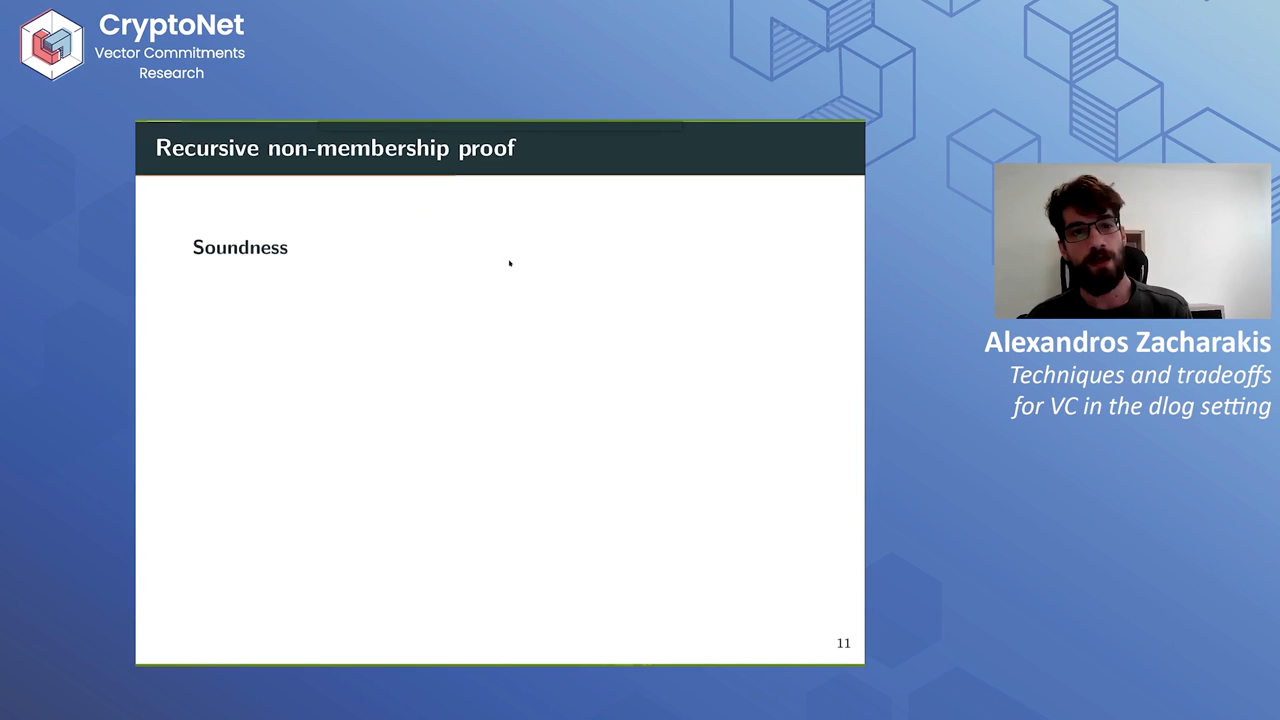 CryptoNet
Vector Commitments
Research
Recursive non-membership proof
Soundness
11
Alexandros Zacharakis
Techniques and tradeoffs
for VC in the dlog setting